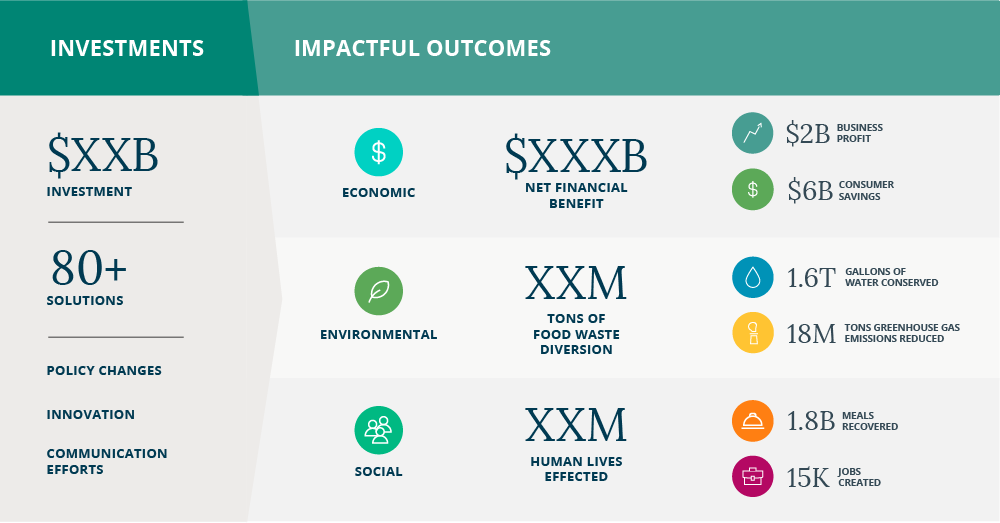 INVESTMENTS
IMPACTFUL OUTCOMES
$XXB
INVESTMENT
80+
SOLUTIONS
POLICY CHANGES
INNOVATION
COMMUNICATION
EFFORTS
$
ECONOMIC
$XXXB
NET FINANCIAL
BENEFIT
$2B BUSINESS
PROFIT
$
$6B CONSUMER
SAVINGS
ENVIRONMENTAL
XXM
TONS OF
FOOD WASTE
DIVERSION
1.6T GALLONS OF
WATER CONSERVED
18M TONS GREENHOUSE GAS
EMISSIONS REDUCED
SOCIAL
XXM
HUMAN LIVES
EFFECTED
1.8B MEALS
RECOVERED
15K JOBS
CREATED